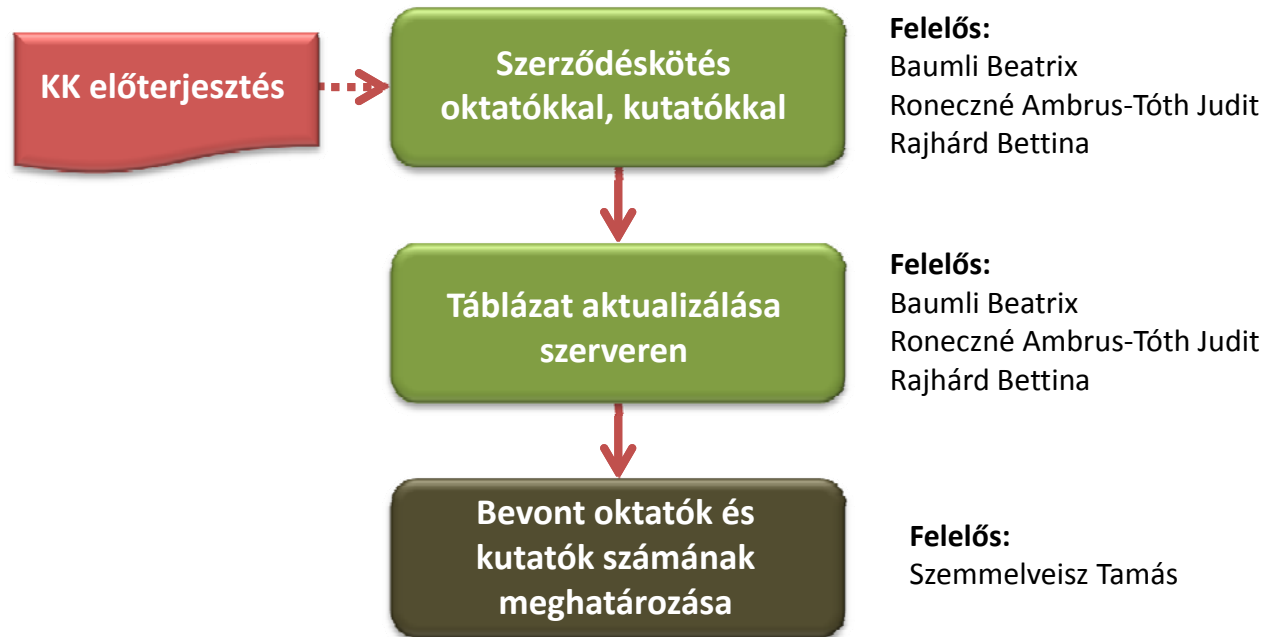 KK előterjesztés
Szerződéskötés
oktatókkal, kutatókkal
Felelős:
Baumli Beatrix
Roneczné Ambrus-Tóth Judit
Rajhárd Bettina
Táblázat aktualizálása
szerveren
Felelős:
Baumli Beatrix
Roneczné Ambrus-Tóth Judit
Rajhárd Bettina
Bevont oktatók és
kutatók számának
meghatározása
Felelős:
Szemmelveisz Tamás